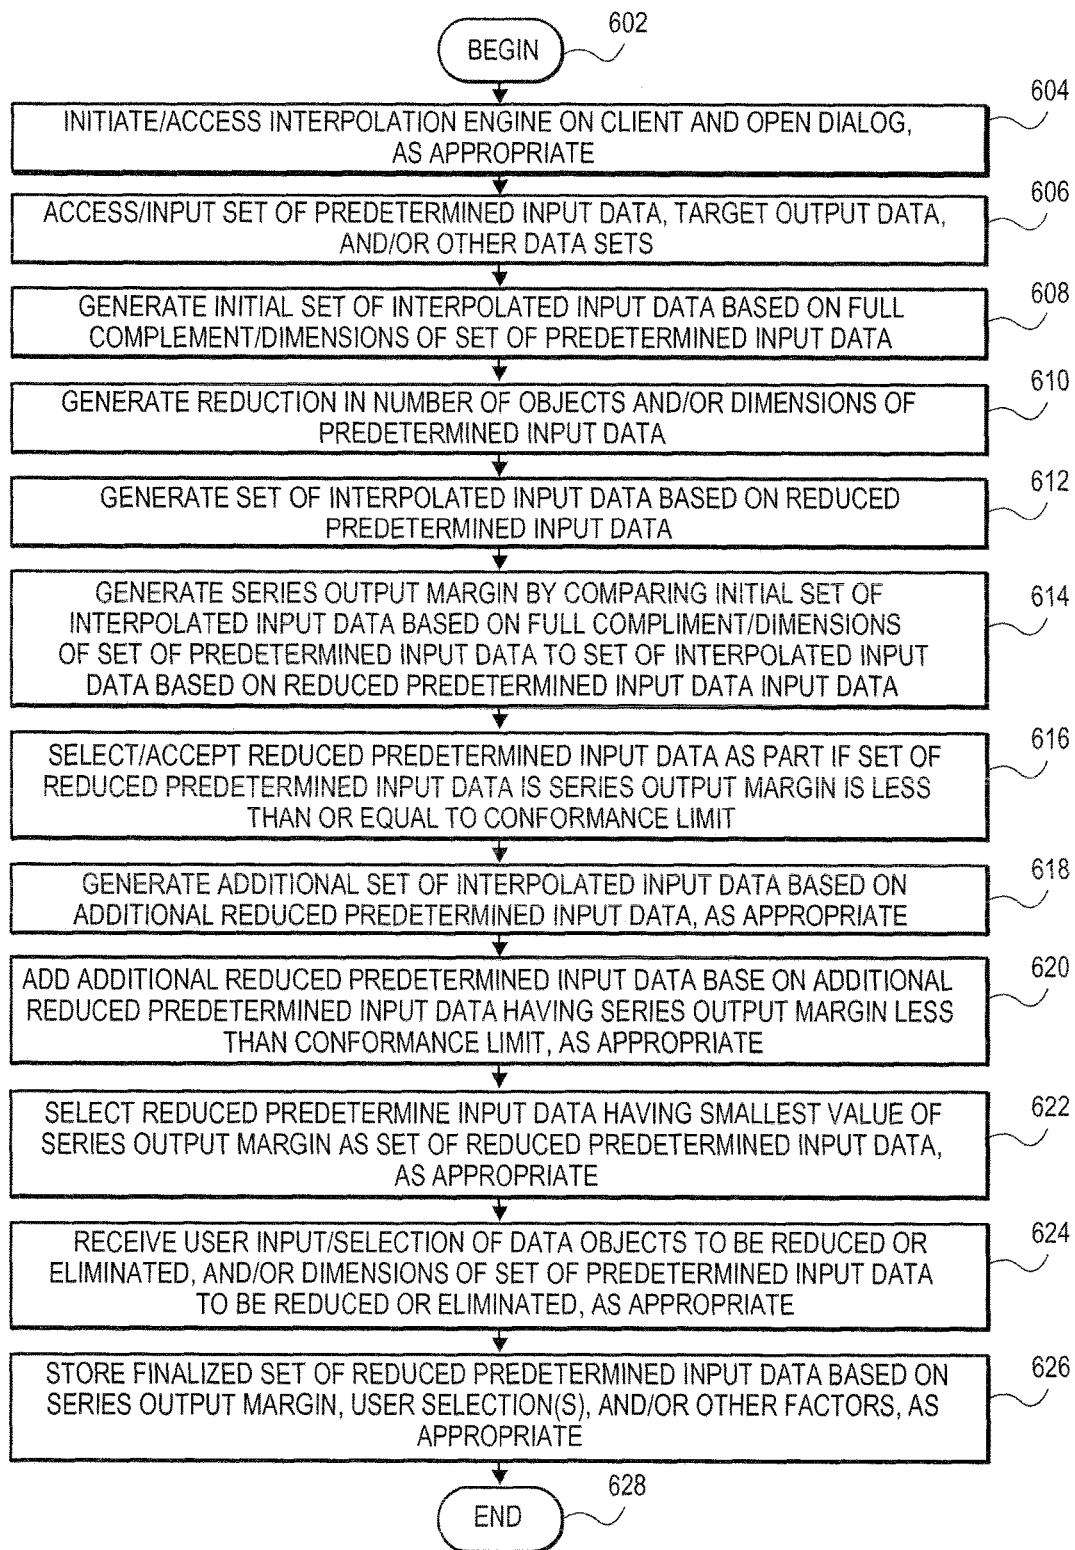 BEGIN
602
604
INITIATE/ACCESS INTERPOLATION ENGINE ON CLIENT AND OPEN DIALOG,
AS APPROPRIATE
606
ACCESS/INPUT SET OF PREDETERMINED INPUT DATA, TARGET OUTPUT DATA,
AND/OR OTHER DATA SETS
608
GENERATE INITIAL SET OF INTERPOLATED INPUT DATA BASED ON FULL
COMPLEMENT/DIMENSIONS OF SET OF PREDETERMINED INPUT DATA
610
GENERATE REDUCTION IN NUMBER OF OBJECTS AND/OR DIMENSIONS OF
PREDETERMINED INPUT DATA
612
GENERATE SET OF INTERPOLATED INPUT DATA BASED ON REDUCED
PREDETERMINED INPUT DATA
614
GENERATE SERIES OUTPUT MARGIN BY COMPARING INITIAL SET OF
INTERPOLATED INPUT DATA BASED ON FULL COMPLIMENT/DIMENSIONS
OF SET OF PREDETERMINED INPUT DATA TO SET OF INTERPOLATED INPUT
DATA BASED ON REDUCED PREDETERMINED INPUT DATA INPUT DATA
616
SELECT/ACCEPT REDUCED PREDETERMINED INPUT DATA AS PART IF SET OF
REDUCED PREDETERMINED INPUT DATA IS SERIES OUTPUT MARGIN IS LESS
THAN OR EQUAL TO CONFORMANCE LIMIT
618
GENERATE ADDITIONAL SET OF INTERPOLATED INPUT DATA BASED ON
ADDITIONAL REDUCED PREDETERMINED INPUT DATA, AS APPROPRIATE
620
ADD ADDITIONAL REDUCED PREDETERMINED INPUT DATA BASE ON ADDITIONAL
REDUCED PREDETERMINED INPUT DATA HAVING SERIES OUTPUT MARGIN LESS
THAN CONFORMANCE LIMIT, AS APPROPRIATE
622
SELECT REDUCED PREDETERMINE INPUT DATA HAVING SMALLEST VALUE OF
SERIES OUTPUT MARGIN AS SET OF REDUCED PREDETERMINED INPUT DATA,
AS APPROPRIATE
624
RECEIVE USER INPUT/SELECTION OF DATA OBJECTS TO BE REDUCED OR
ELIMINATED, AND/OR DIMENSIONS OF SET OF PREDETERMINED INPUT DATA
TO BE REDUCED OR ELIMINATED, AS APPROPRIATE
626
STORE FINALIZED SET OF REDUCED PREDETERMINED INPUT DATA BASED ON
SERIES OUTPUT MARGIN, USER SELECTION(S), AND/OR OTHER FACTORS, AS
APPROPRIATE
628
END